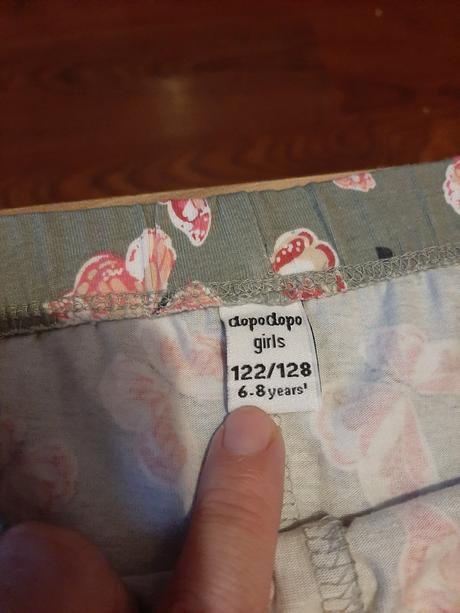 dopodopo
girls
122/128
6-8 years'